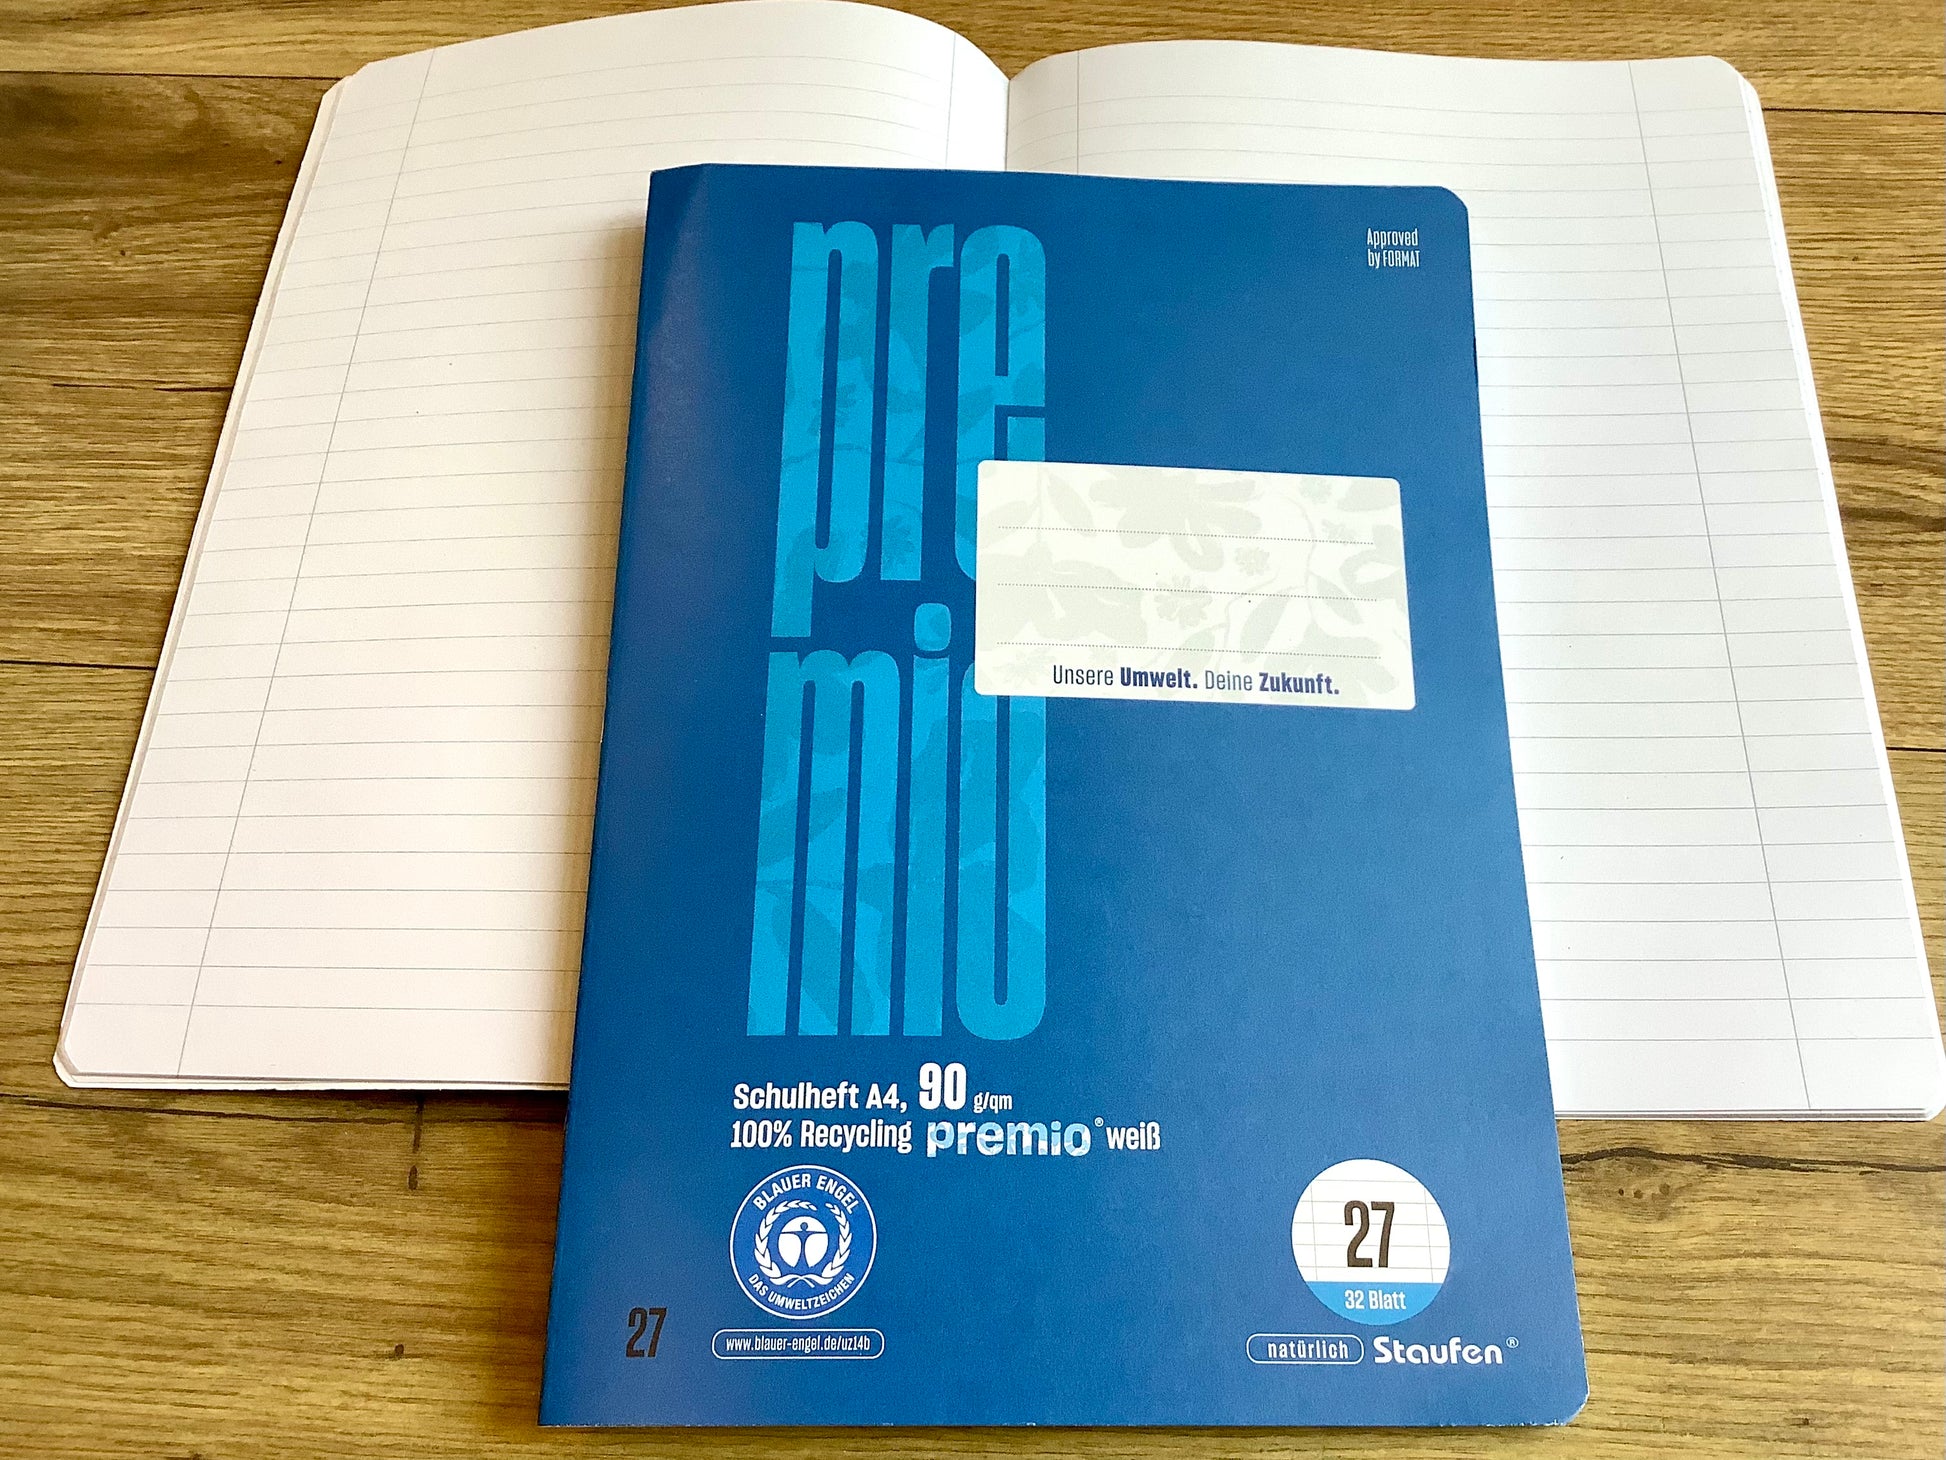 pre
mio
Approved
by FORMAT
Unsere Umwelt. Deine Zukunft.
Schulheft A4, 90 g/qm
100% Recycling premio® weiß
BLAUER ENGEL
DAS UMWELTZEICHEN
www.blauer-engel.de/uz14b
27
27
32 Blatt
natürlich Staufen®